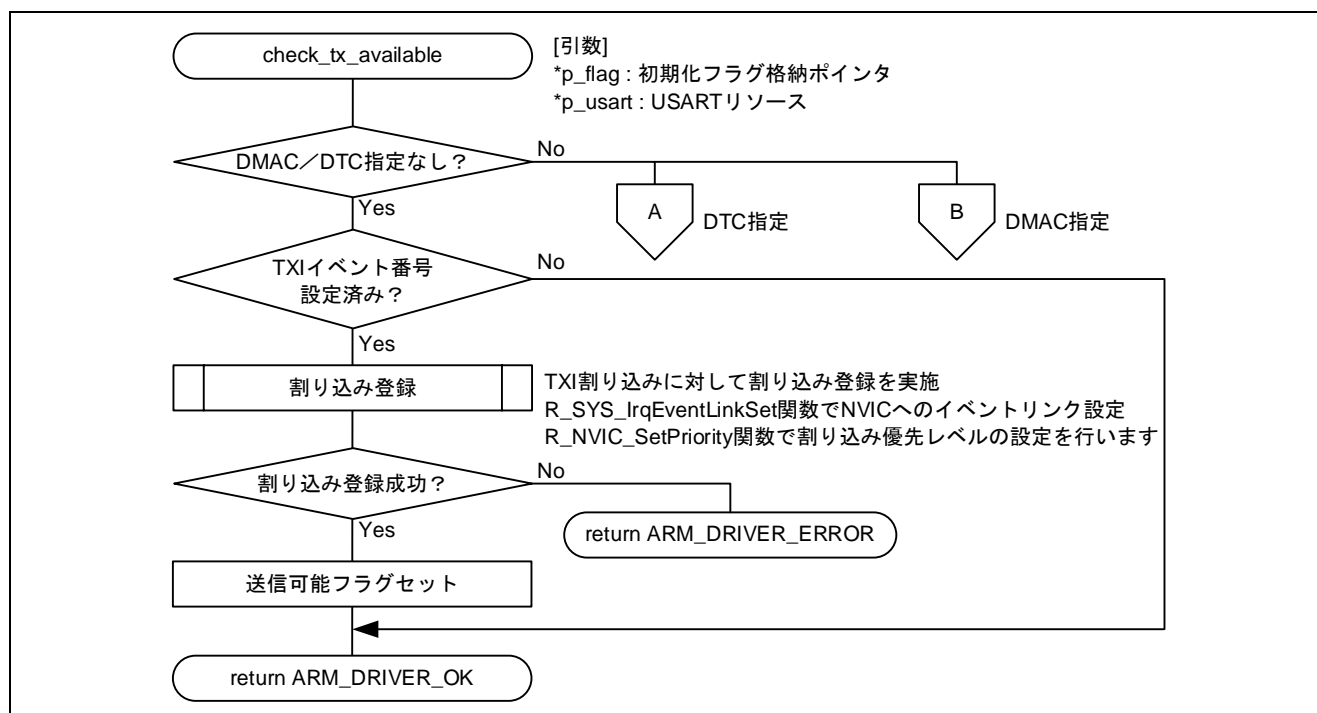 check_tx_available
[引数]
*p_flag : 初期化フラグ格納ポインタ
*p_usart : USARTリソース
DMAC／DTC指定なし？
No
Yes
A
DTC指定
B
DMAC指定
TXIイベント番号
設定済み？
No
Yes
割り込み登録
TXI割り込みに対して割り込み登録を実施
R_SYS_IrqEventLinkSet関数でNVICへのイベントリンク設定
R_NVIC_SetPriority関数で割り込み優先レベルの設定を行います
割り込み登録成功？
No
Yes
return ARM_DRIVER_ERROR
送信可能フラグセット
return ARM_DRIVER_OK